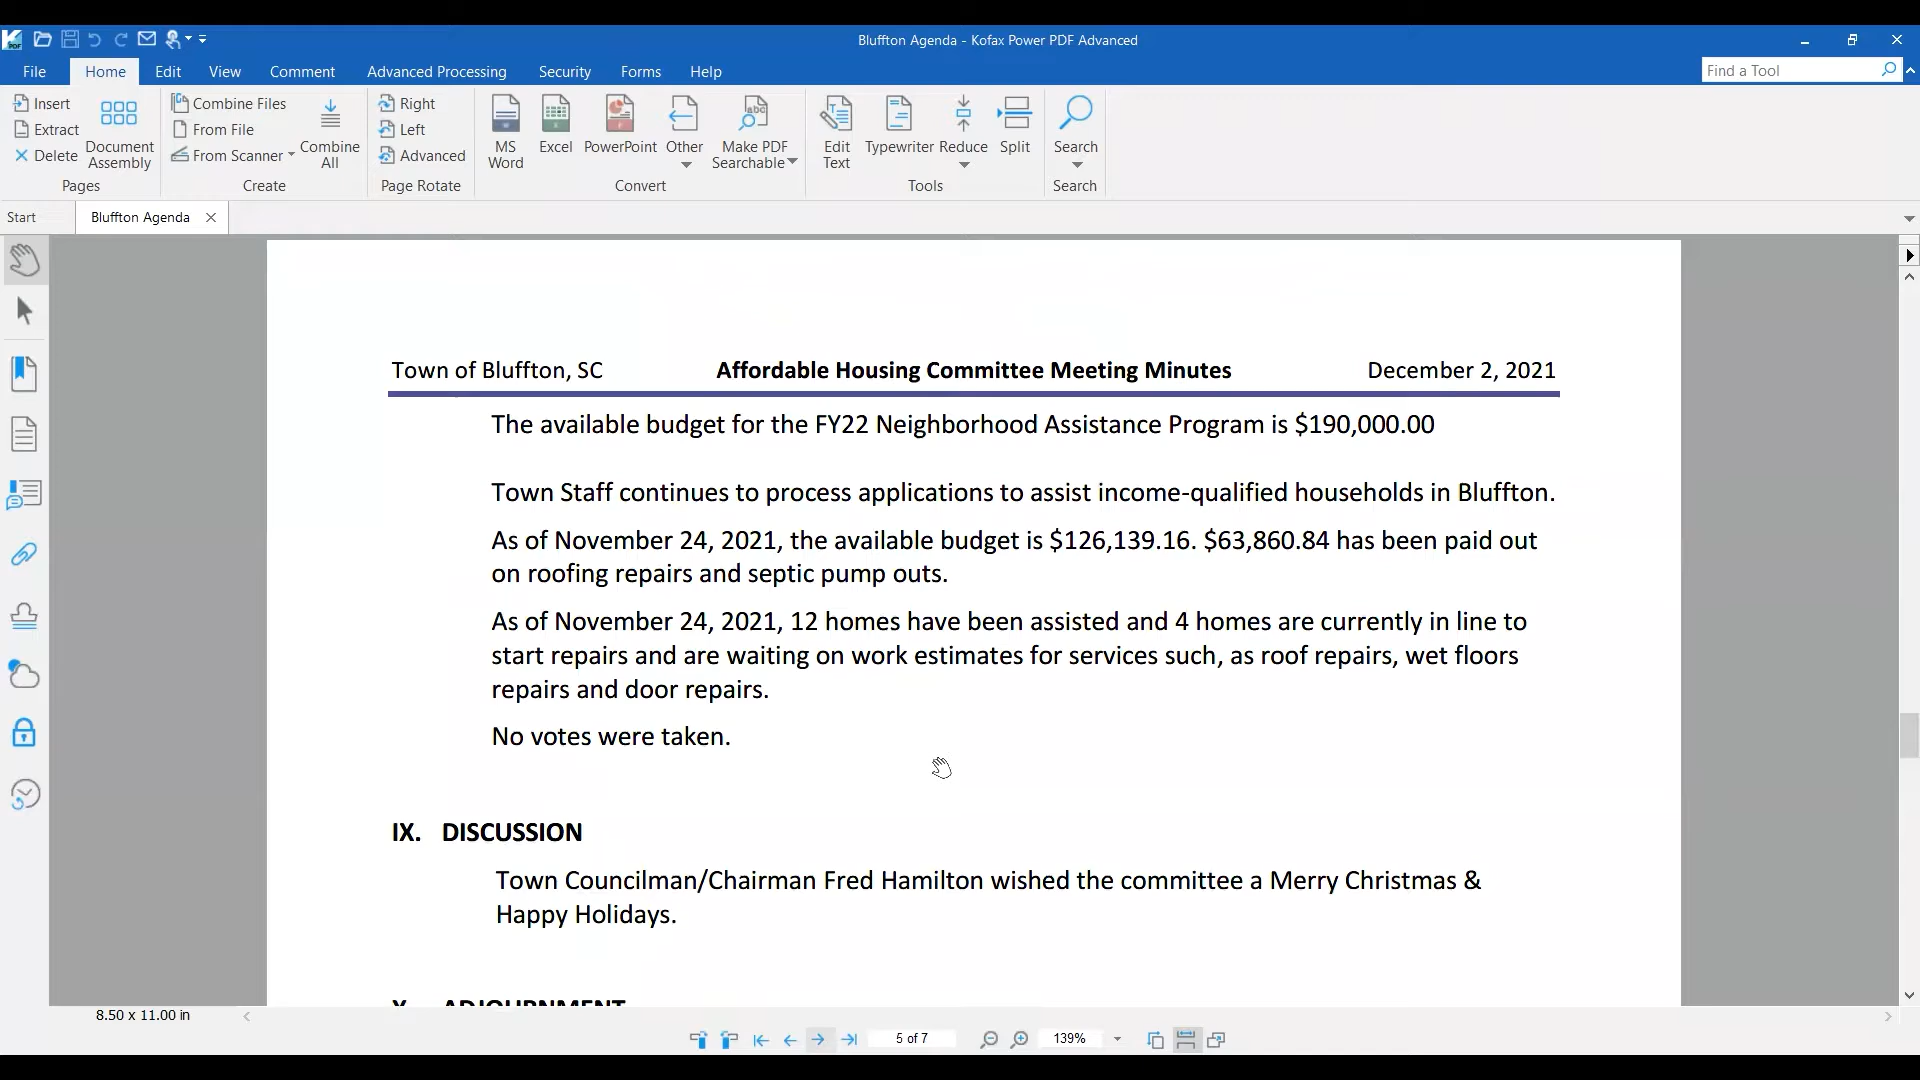 Bluffton Agenda - Kofax Power PDF Advanced
File Home Edit View Comment Advanced Processing Security Forms Help
Find a Tool
Insert
Extract
Delete
Document
Assembly
Pages
Combine Files
From File
From Scanner
Combine
All
Create
Right
Left
Advanced
Page Rotate
MS
Word
Excel
PowerPoint
Other
Make PDF
Searchable
Convert
Edit
Text
Typewriter
Reduce
Split
Tools
Search
Search
Start
Bluffton Agenda
Town of Bluffton, SC Affordable Housing Committee Meeting Minutes December 2, 2021
The available budget for the FY22 Neighborhood Assistance Program is $190,000.00
Town Staff continues to process applications to assist income-qualified households in Bluffton.
As of November 24, 2021, the available budget is $126,139.16. $63,860.84 has been paid out
on roofing repairs and septic pump outs.
As of November 24, 2021, 12 homes have been assisted and 4 homes are currently in line to
start repairs and are waiting on work estimates for services such, as roof repairs, wet floors
repairs and door repairs.
No votes were taken.
IX. DISCUSSION
Town Councilman/Chairman Fred Hamilton wished the committee a Merry Christmas &
Happy Holidays.
X. ADJOURNMENT
8.50 x 11.00 in
5 of 7
139%